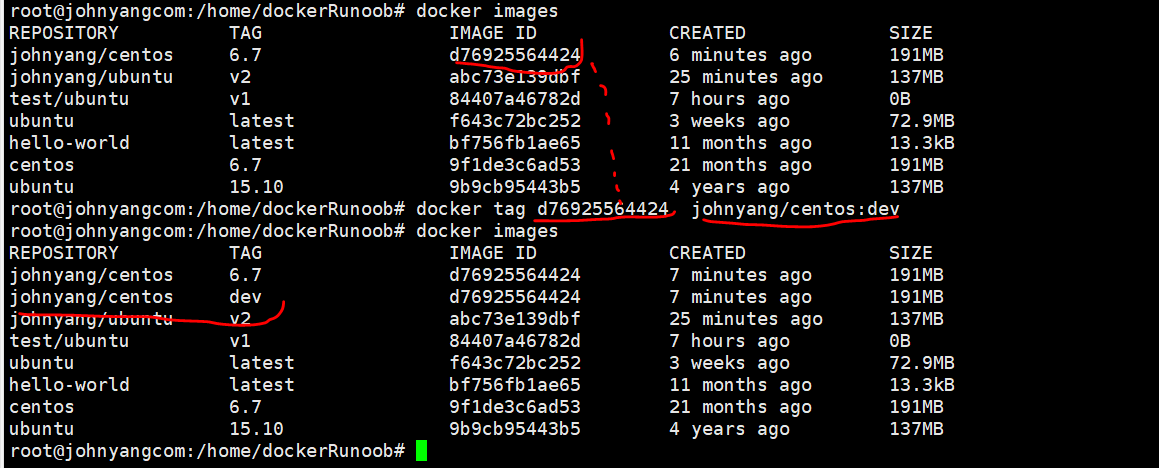 root@johnyangcom:/home/dockerRunoob# docker images
REPOSITORY TAG IMAGE ID CREATED SIZE
johnyang/centos 6.7 d76925564424 6 minutes ago 191MB
johnyang/ubuntu v2 abc73e139dbf 25 minutes ago 137MB
test/ubuntu v1 84407a46782d 7 hours ago 0B
ubuntu latest f643c72bc252 3 weeks ago 72.9MB
hello-world latest bf756fb1ae65 11 months ago 13.3kB
centos 6.7 9f1de3c6ad53 21 months ago 191MB
ubuntu 15.10 9b9cb95443b5 4 years ago 137MB
root@johnyangcom:/home/dockerRunoob# docker tag d76925564424 johnyang/centos:dev
root@johnyangcom:/home/dockerRunoob# docker images
REPOSITORY TAG IMAGE ID CREATED SIZE
johnyang/centos 6.7 d76925564424 7 minutes ago 191MB
johnyang/centos dev d76925564424 7 minutes ago 191MB
johnyang/ubuntu v2 abc73e139dbf 25 minutes ago 137MB
test/ubuntu v1 84407a46782d 7 hours ago 0B
ubuntu latest f643c72bc252 3 weeks ago 72.9MB
hello-world latest bf756fb1ae65 11 months ago 13.3kB
centos 6.7 9f1de3c6ad53 21 months ago 191MB
ubuntu 15.10 9b9cb95443b5 4 years ago 137MB
root@johnyangcom:/home/dockerRunoob#